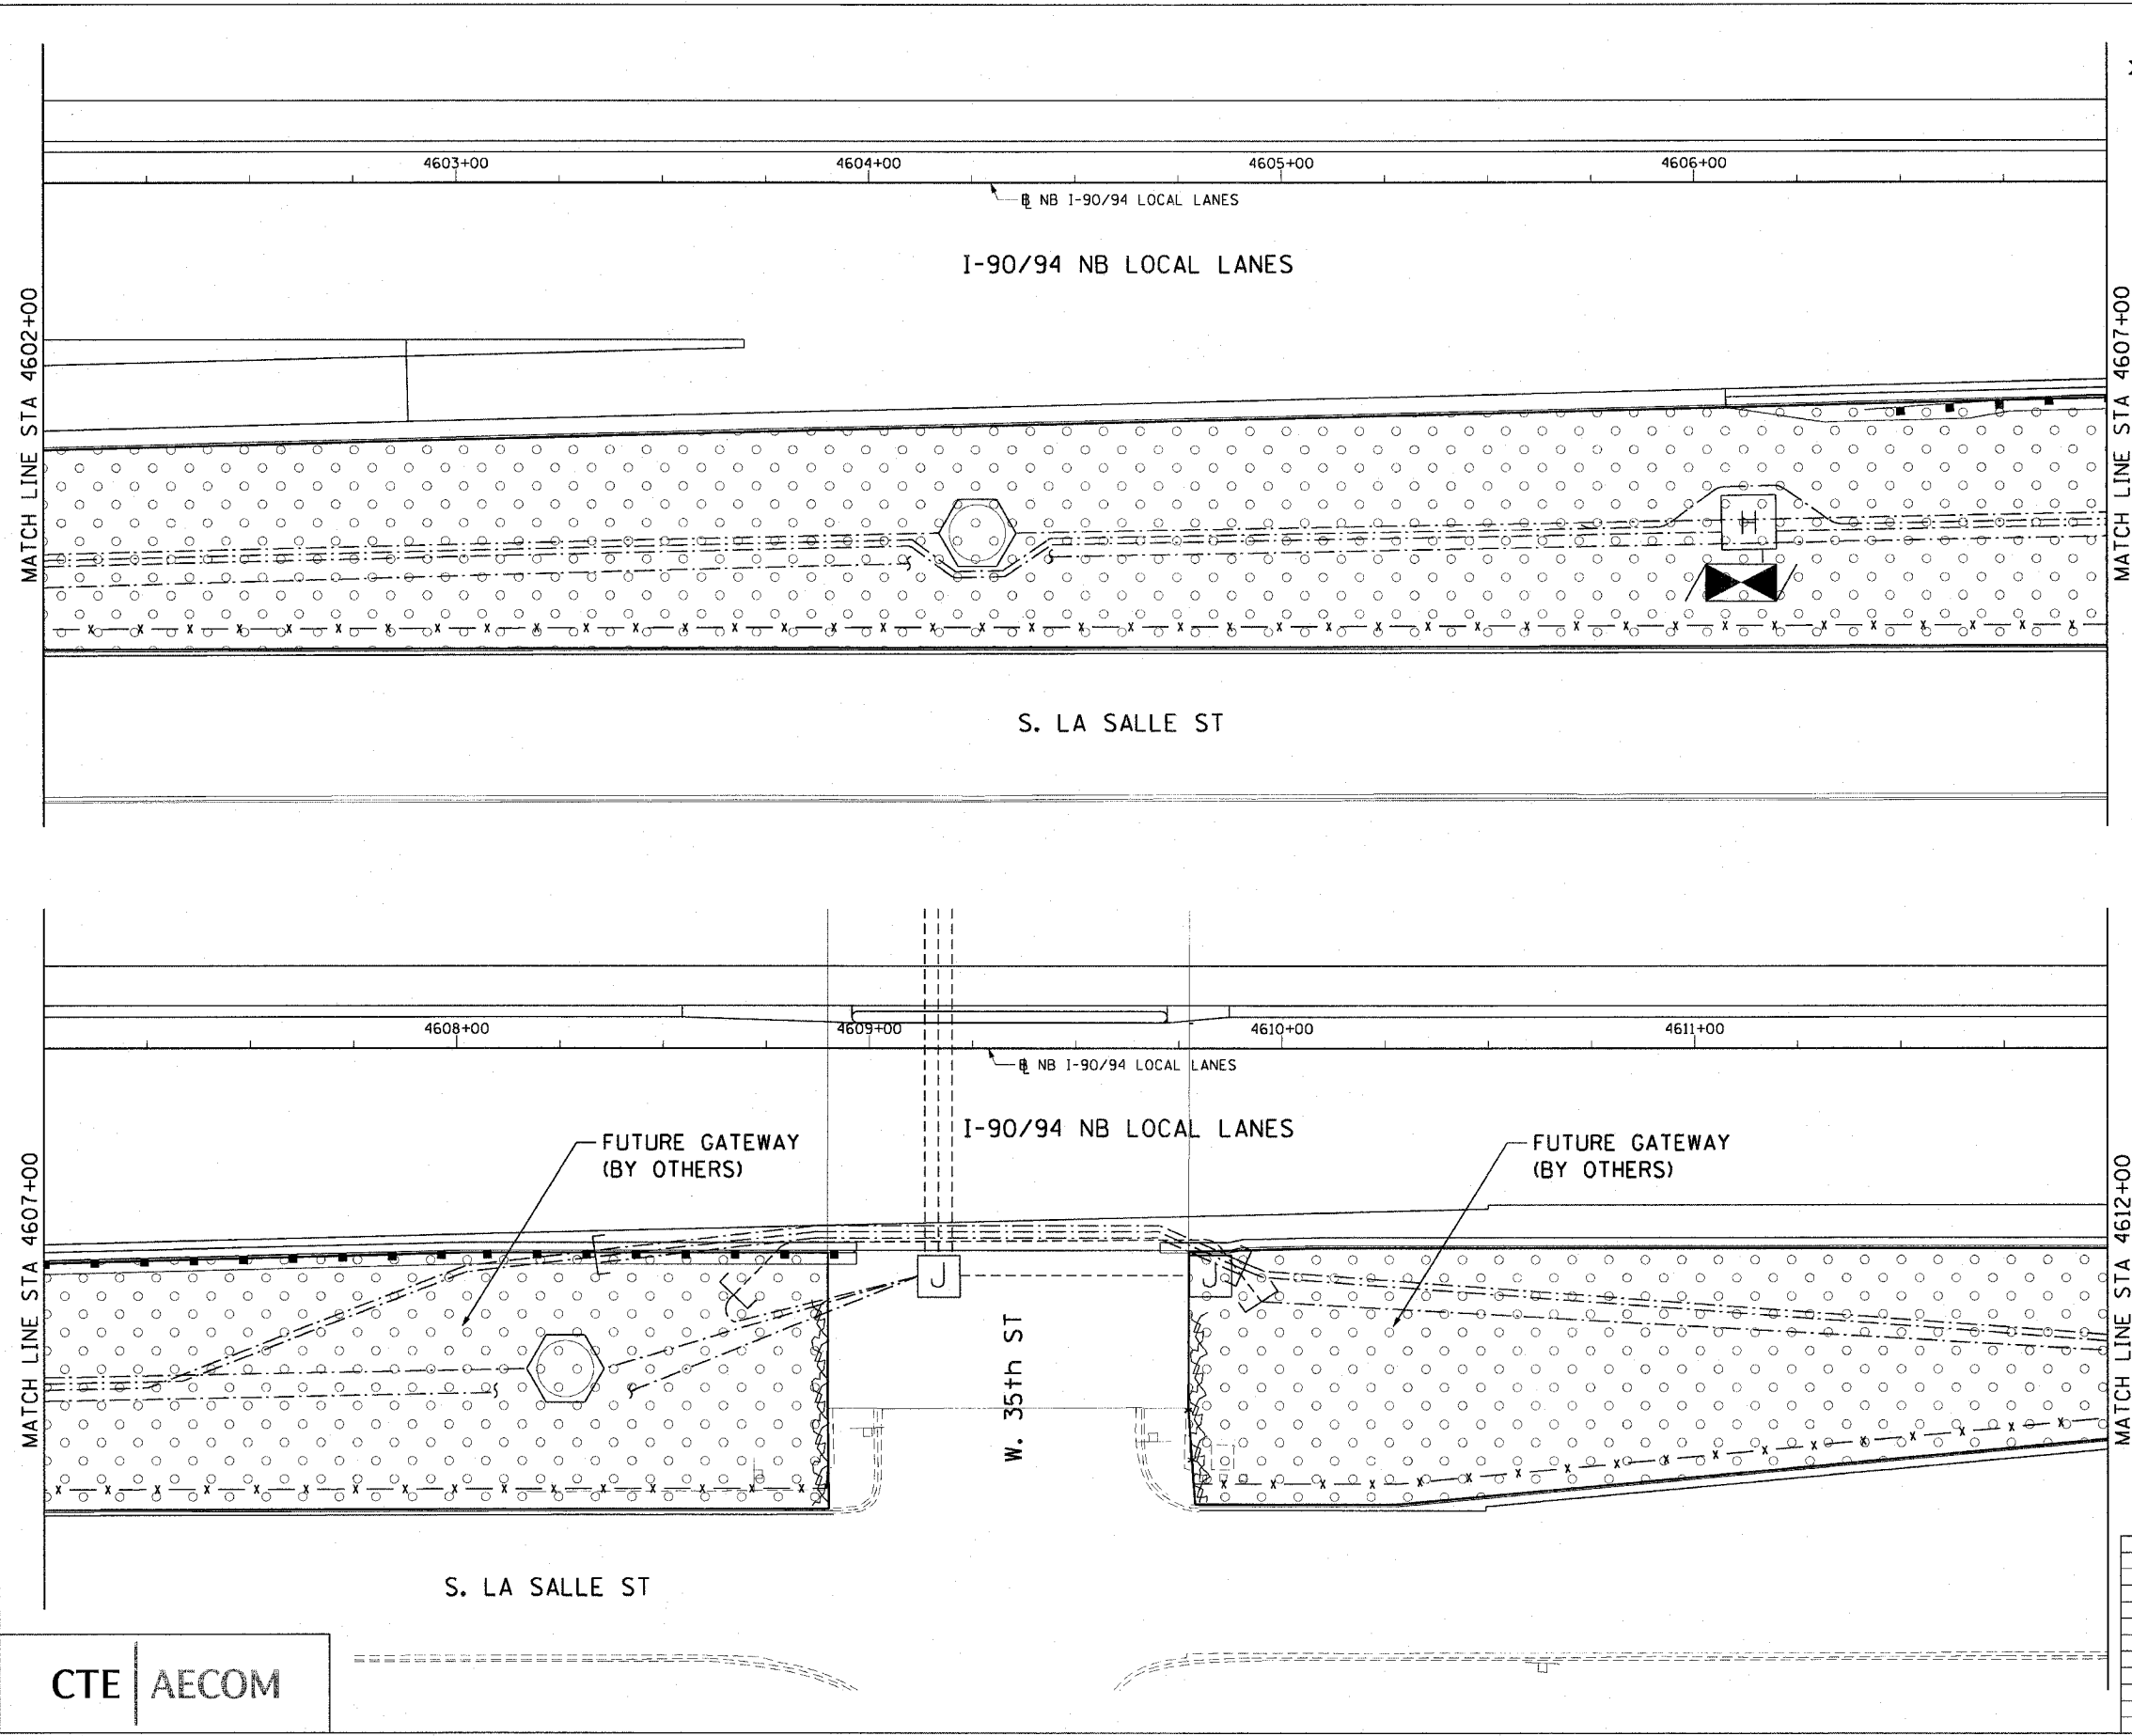 4603+00 4604+00 4605+00 4606+00
℄ NB I-90/94 LOCAL LANES
I-90/94 NB LOCAL LANES
MATCH LINE STA 4602+00
MATCH LINE STA 4607+00
H
S. LA SALLE ST
4608+00 4609+00 4610+00 4611+00
℄ NB I-90/94 LOCAL LANES
I-90/94 NB LOCAL LANES
FUTURE GATEWAY
(BY OTHERS)
FUTURE GATEWAY
(BY OTHERS)
MATCH LINE STA 4607+00
MATCH LINE STA 4612+00
J
J
W. 35th ST
S. LA SALLE ST
CTE AECOM